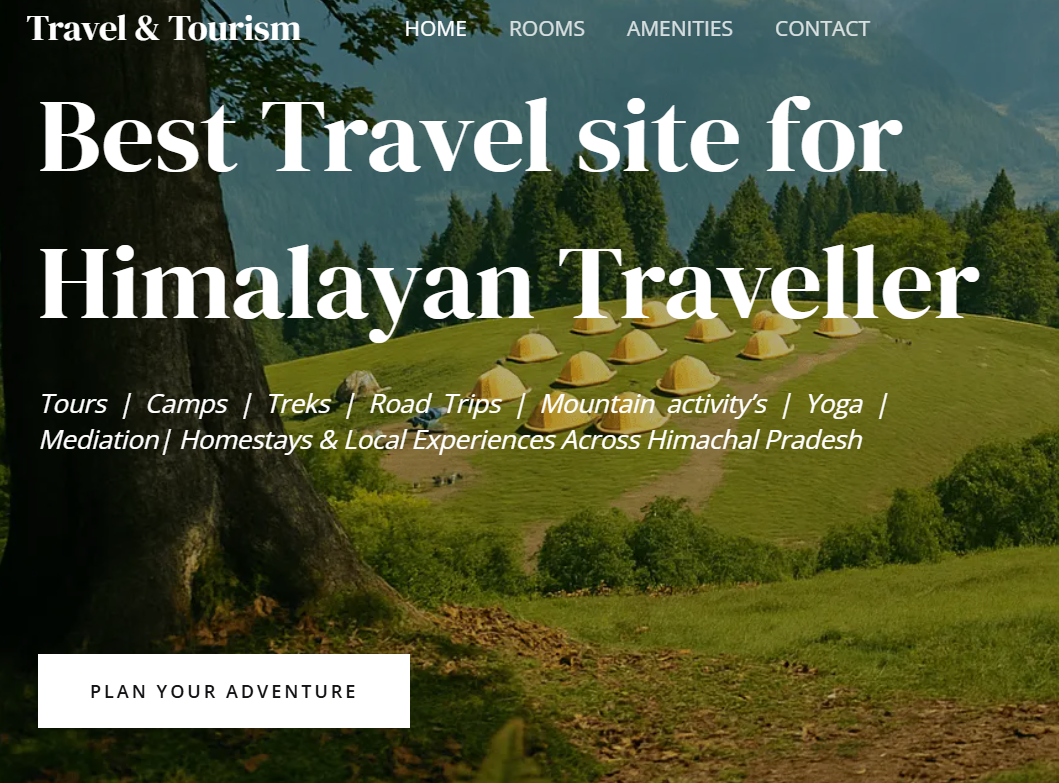 Travel & Tourism
HOME ROOMS AMENITIES CONTACT
Best Travel site for
Himalayan Traveller
Tours | Camps | Treks | Road Trips | Mountain activity’s | Yoga |
Mediation| Homestays & Local Experiences Across Himachal Pradesh
PLAN YOUR ADVENTURE